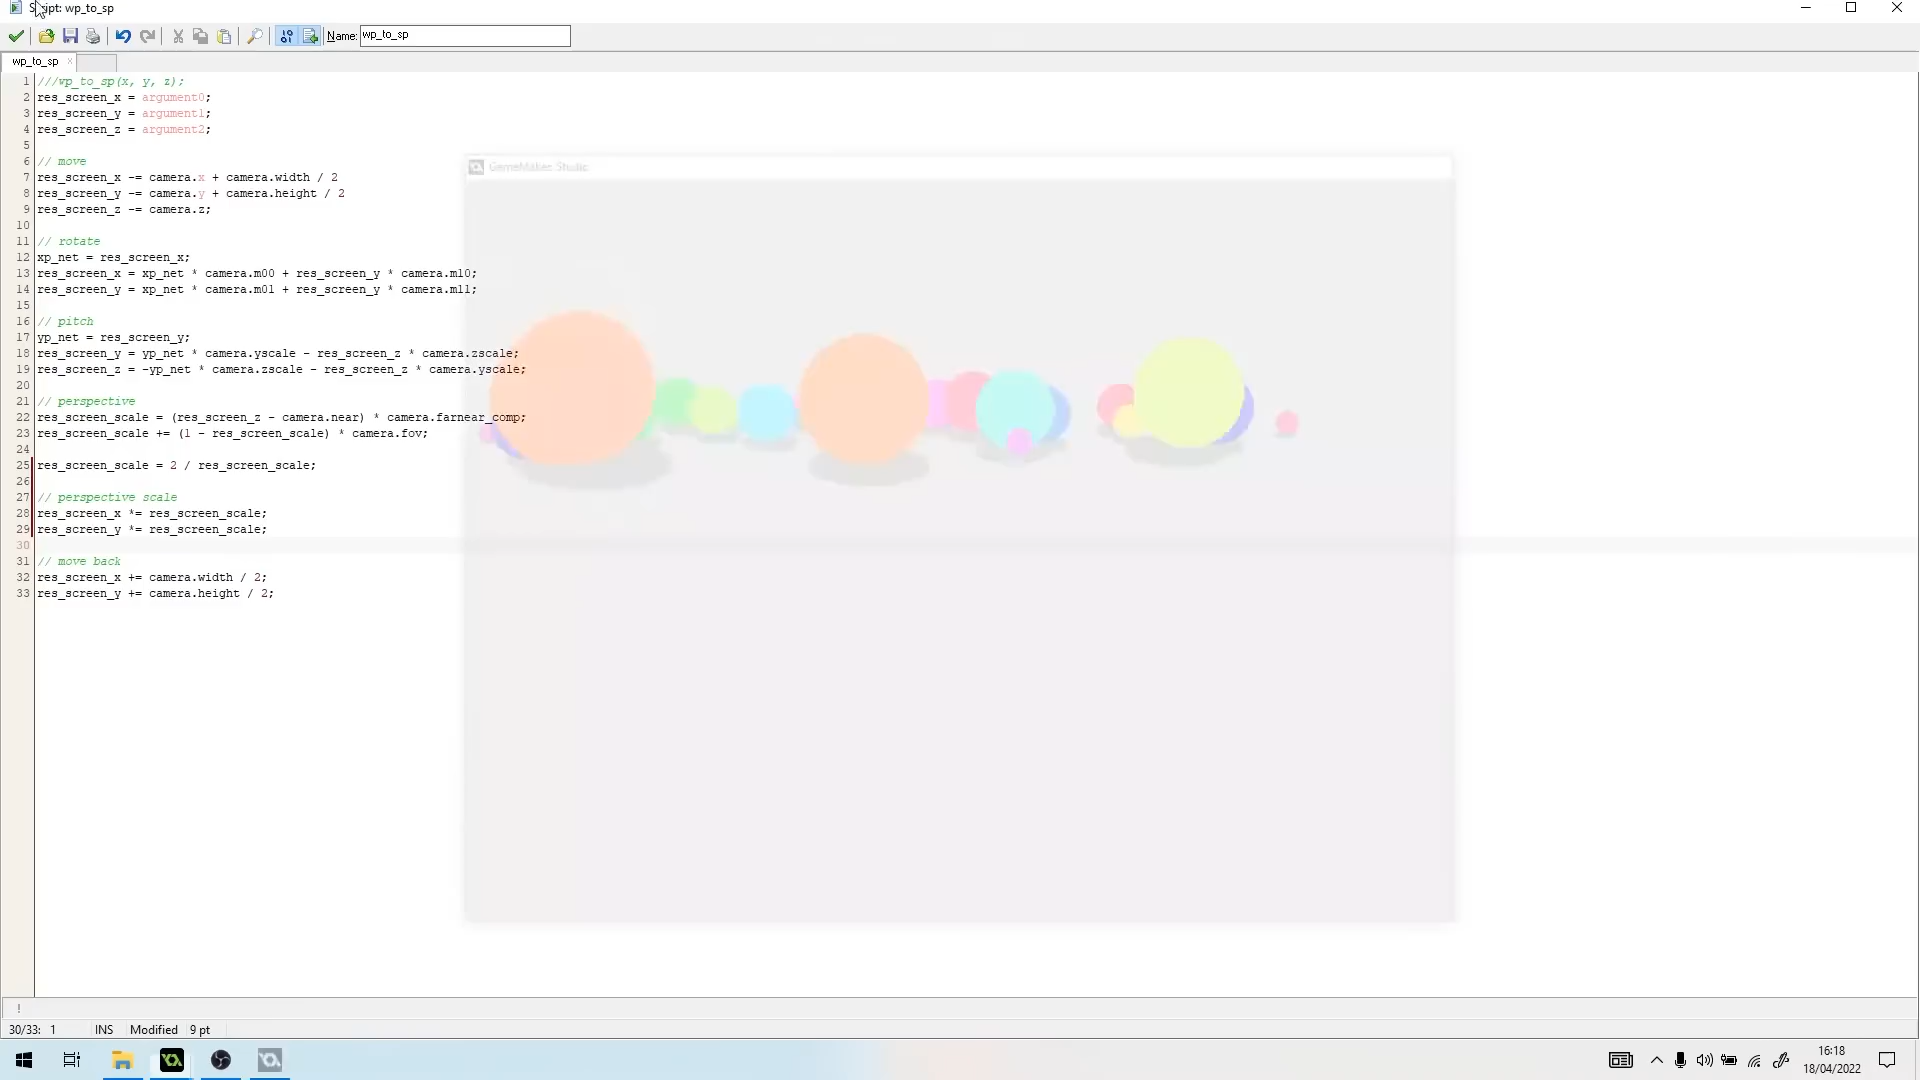 Script: wp_to_sp
Name: wp_to_sp
wp_to_sp x
1 ///wp_to_sp(x, y, z);
2 res_screen_x = argument0;
3 res_screen_y = argument1;
4 res_screen_z = argument2;
5
6 // move
7 res_screen_x -= camera.x + camera.width / 2
8 res_screen_y -= camera.y + camera.height / 2
9 res_screen_z -= camera.z;
10
11 // rotate
12 xp_net = res_screen_x;
13 res_screen_x = xp_net * camera.m00 + res_screen_y * camera.m10;
14 res_screen_y = xp_net * camera.m01 + res_screen_y * camera.m11;
15
16 // pitch
17 yp_net = res_screen_y;
18 res_screen_y = yp_net * camera.yscale - res_screen_z * camera.zscale;
19 res_screen_z = -yp_net * camera.zscale - res_screen_z * camera.yscale;
20
21 // perspective
22 res_screen_scale = (res_screen_z - camera.near) * camera.farnear_comp;
23 res_screen_scale += (1 - res_screen_scale) * camera.fov;
24
25 res_screen_scale = 2 / res_screen_scale;
26
27 // perspective scale
28 res_screen_x *= res_screen_scale;
29 res_screen_y *= res_screen_scale;
30
31 // move back
32 res_screen_x += camera.width / 2;
33 res_screen_y += camera.height / 2;
GameMaker: Studio
!
30/33: 1 INS Modified 9 pt
16:18
18/04/2022